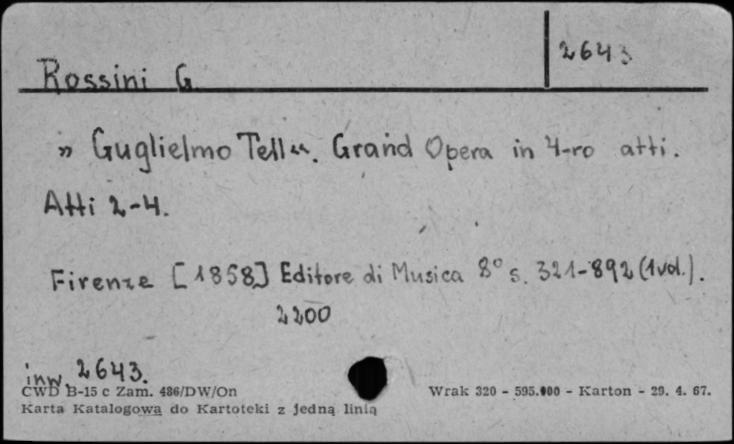 2643
Rossini G
„ Guglielmo Tell". Grand Opera in 4-ro atti.
Atti 2-4.
Firenze [1858] Editore di Musica 8° s. 321-892 (1vol.).
2200
inw. 2643.
CWD B-15 c Zam. 486/DW/On
Wrak 320 - 595.000 - Karton - 29. 4. 67.
Karta Katalogowa do Kartoteki z jedną linią